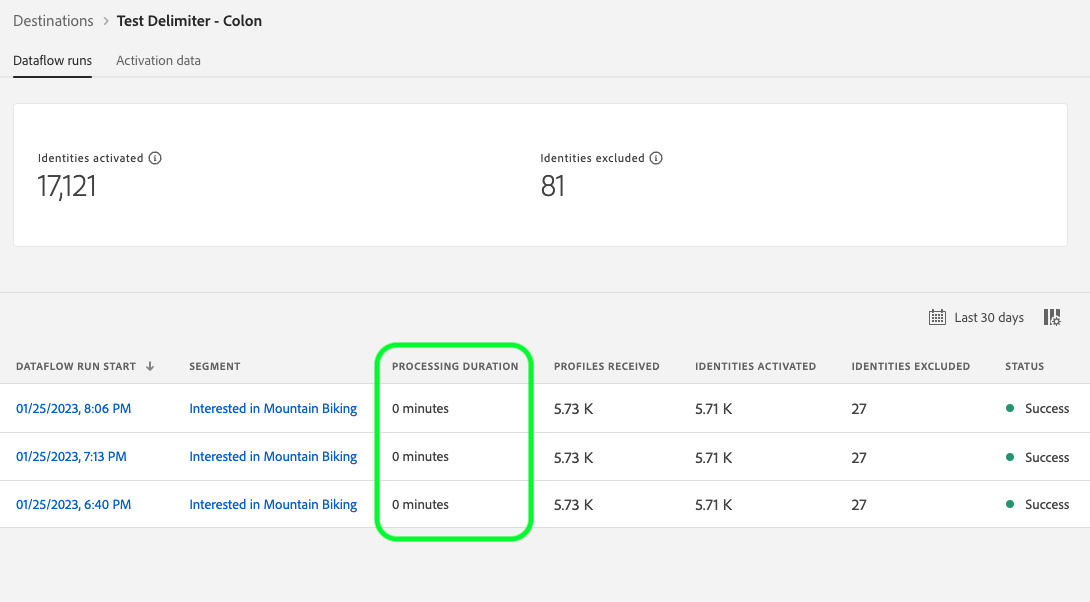 Destinations > Test Delimiter - Colon
Dataflow runs Activation data
Identities activated Identities excluded
17,121 81
Last 30 days
DATAFLOW RUN START ↓ SEGMENT PROCESSING DURATION PROFILES RECEIVED IDENTITIES ACTIVATED IDENTITIES EXCLUDED STATUS
01/25/2023, 8:06 PM Interested in Mountain Biking 0 minutes 5.73 K 5.71 K 27 Success
01/25/2023, 7:13 PM Interested in Mountain Biking 0 minutes 5.73 K 5.71 K 27 Success
01/25/2023, 6:40 PM Interested in Mountain Biking 0 minutes 5.73 K 5.71 K 27 Success